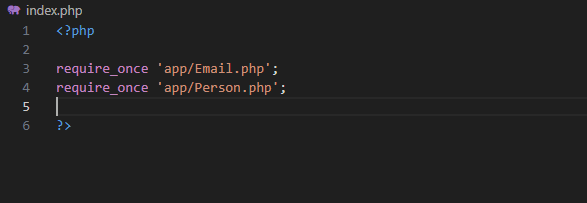 index.php
1 <?php
2
3 require_once 'app/Email.php';
4 require_once 'app/Person.php';
5
6 ?>